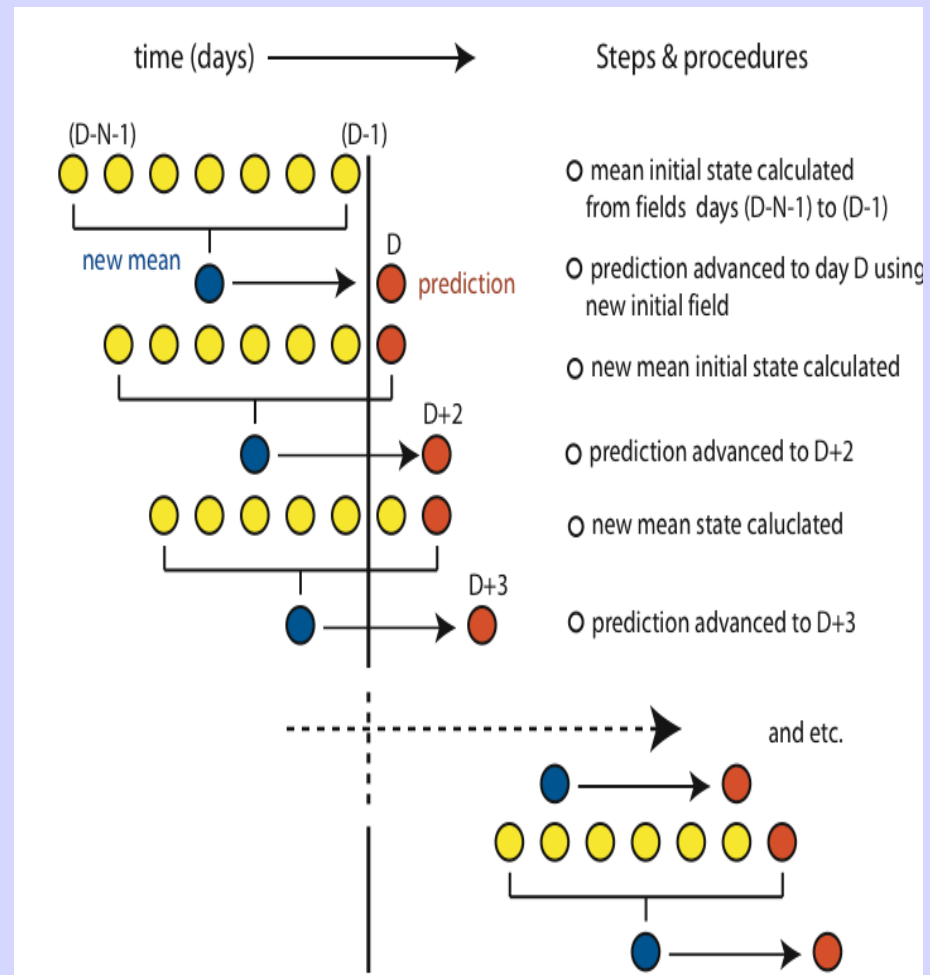 time (days)
Steps & procedures
(D-N-1)
(D-1)
mean initial state calculated
from fields days (D-N-1) to (D-1)
new mean
D
prediction
prediction advanced to day D using
new initial field
new mean initial state calculated
D+2
prediction advanced to D+2
new mean state caluclated
D+3
prediction advanced to D+3
and etc.